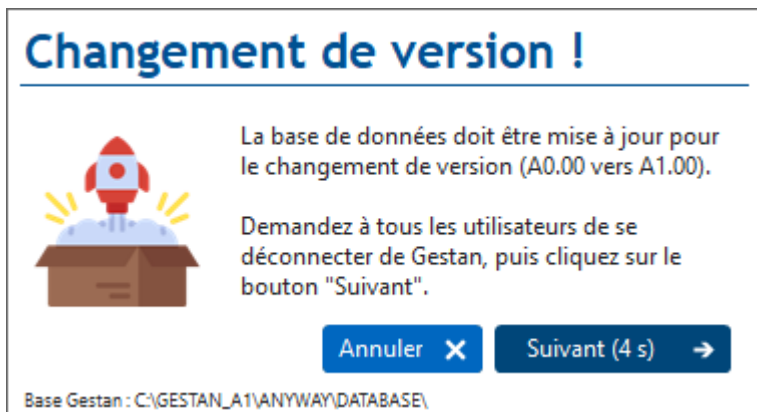 Changement de version !
La base de données doit être mise à jour pour
le changement de version (A0.00 vers A1.00).
Demandez à tous les utilisateurs de se
déconnecter de Gestan, puis cliquez sur le
bouton "Suivant".
Annuler
Suivant (4 s)
Base Gestan : C:\GESTAN_A1\ANYWAY\DATABASE\